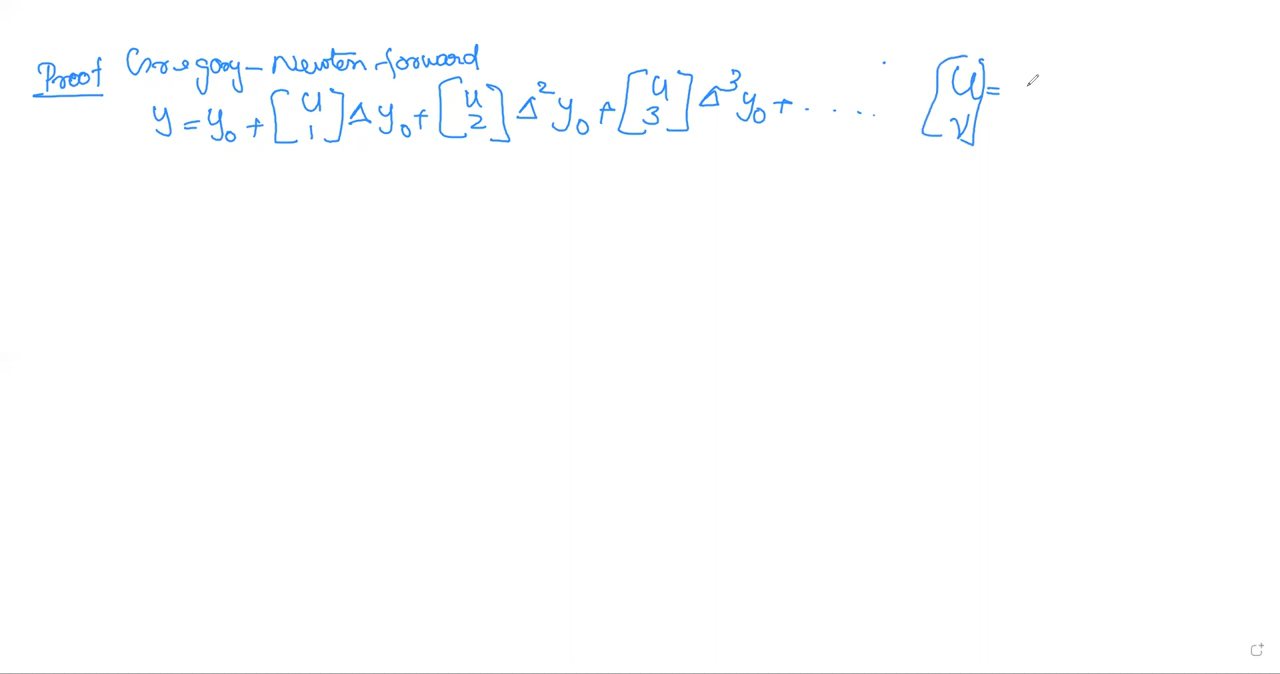 Proof Gregory-Newton forward
y = y₀ + [u 1] Δy₀ + [u 2] Δ²y₀ + [u 3] Δ³y₀ + . . . . . [u ν] =